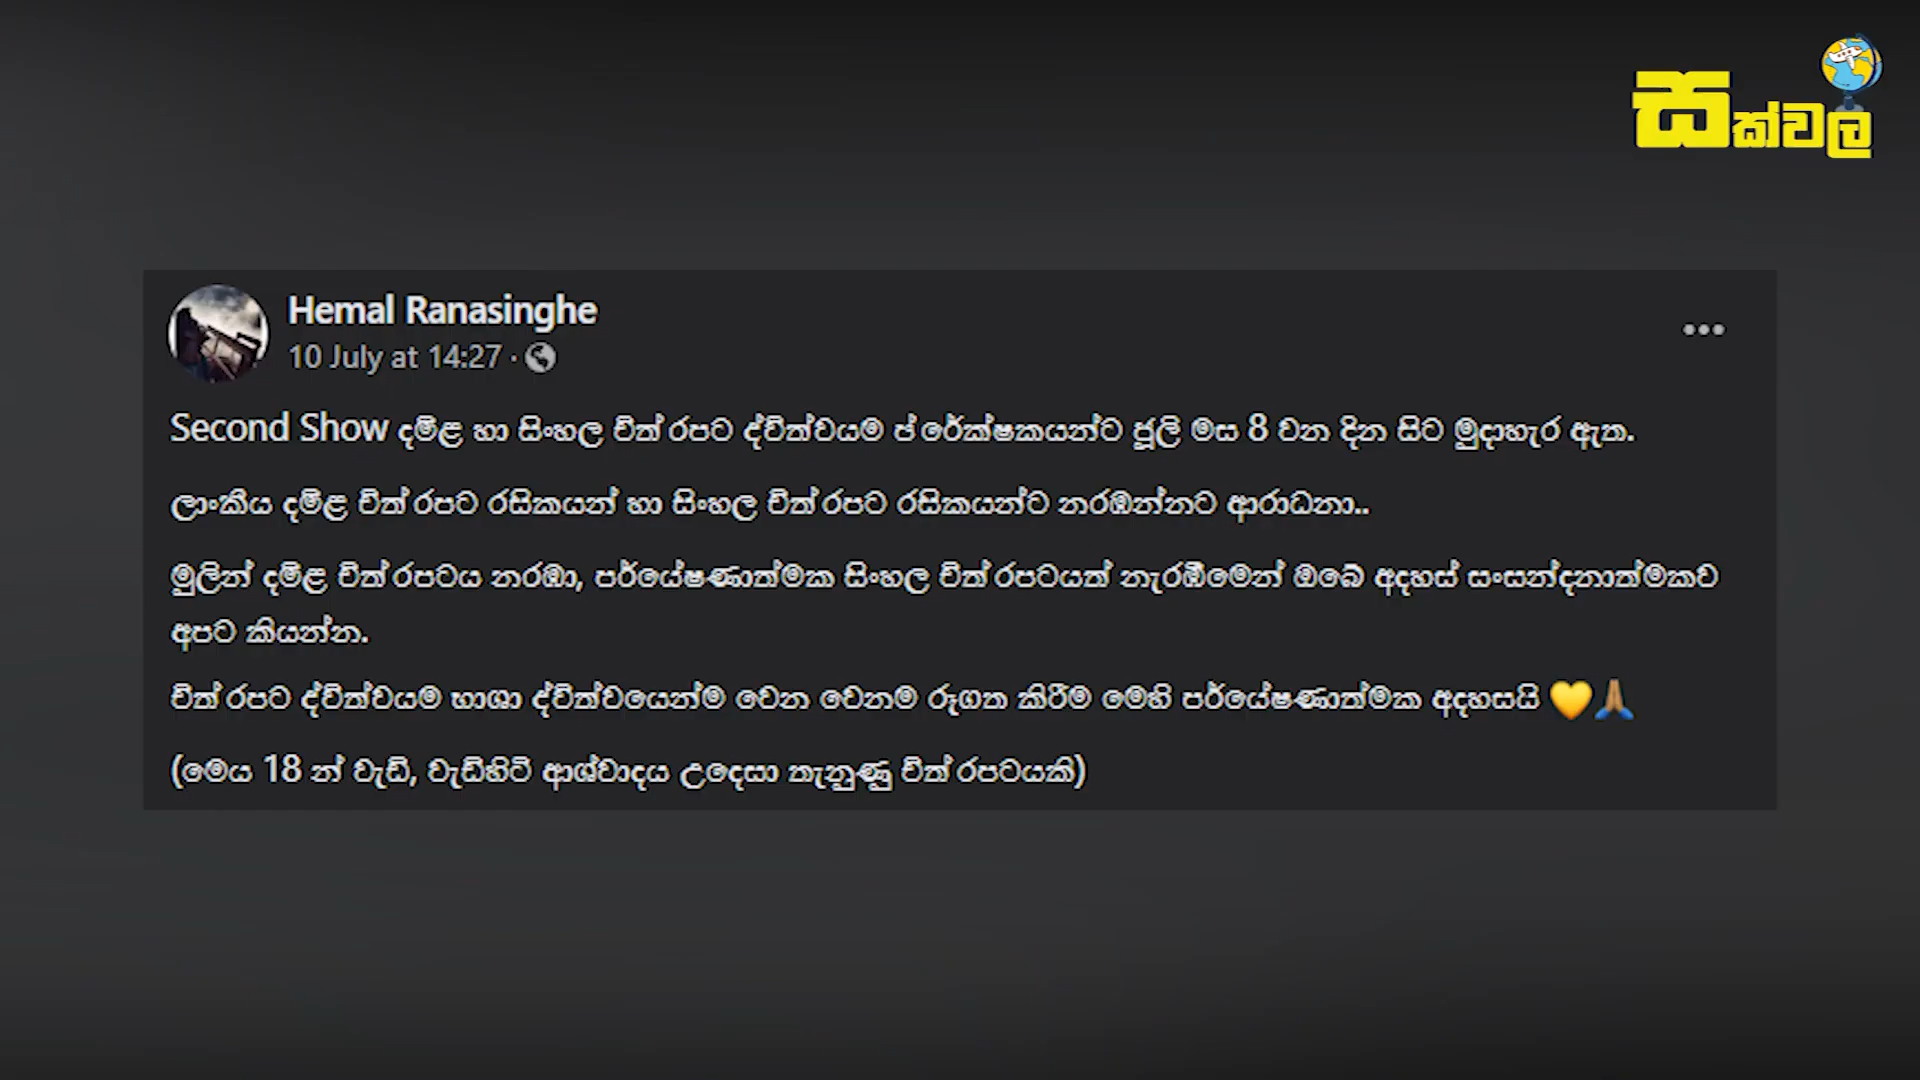 සක්වල
Hemal Ranasinghe
10 July at 14:27 ·
Second Show දමිළ හා සිංහල චිත්‍රපට ද්විත්වයම ප්‍රේක්ෂකයන්ට ජූලි මස 8 වන දින සිට මුදාහැර ඇත.
ලාංකීය දමිළ චිත්‍රපට රසිකයන් හා සිංහල චිත්‍රපට රසිකයන්ට නරඹන්නට ආරාධනා..
මුලින් දමිළ චිත්‍රපටය නරඹා, පර්යේෂණාත්මක සිංහල චිත්‍රපටයත් නැරඹීමෙන් ඔබේ අදහස් සංසන්දනාත්මකව
අපට කියන්න.
චිත්‍රපට ද්විත්වයම භාශා ද්විත්වයෙන්ම වෙන වෙනම රූගත කිරීම මෙහි පර්යේෂණාත්මක අදහසයි 💛🙏🏽
(මෙය 18 න් වැඩි, වැඩිහිටි ආශ්වාදය උදෙසා තැනුණු චිත්‍රපටයකි)